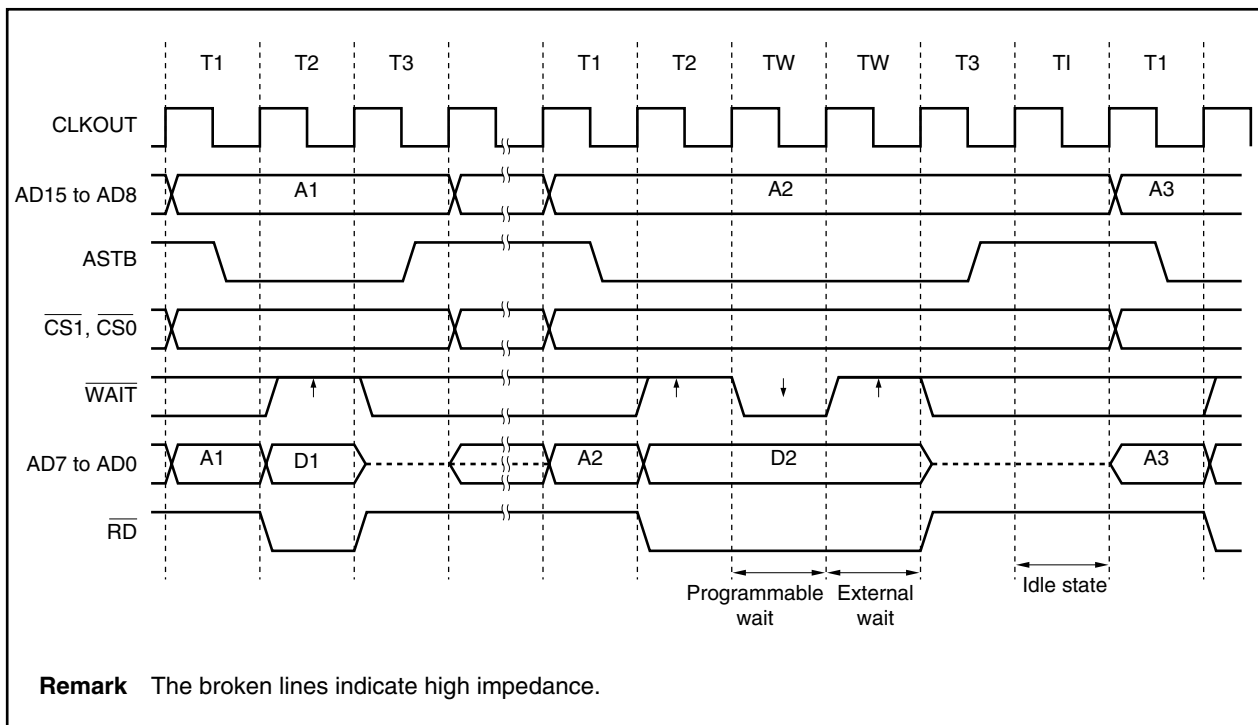 T1 T2 T3 T1 T2 TW TW T3 TI T1
CLKOUT
AD15 to AD8 A1 A2 A3
ASTB
CS1, CS0
WAIT
AD7 to AD0 A1 D1 A2 D2 A3
RD
Programmable wait
External wait
Idle state
Remark The broken lines indicate high impedance.